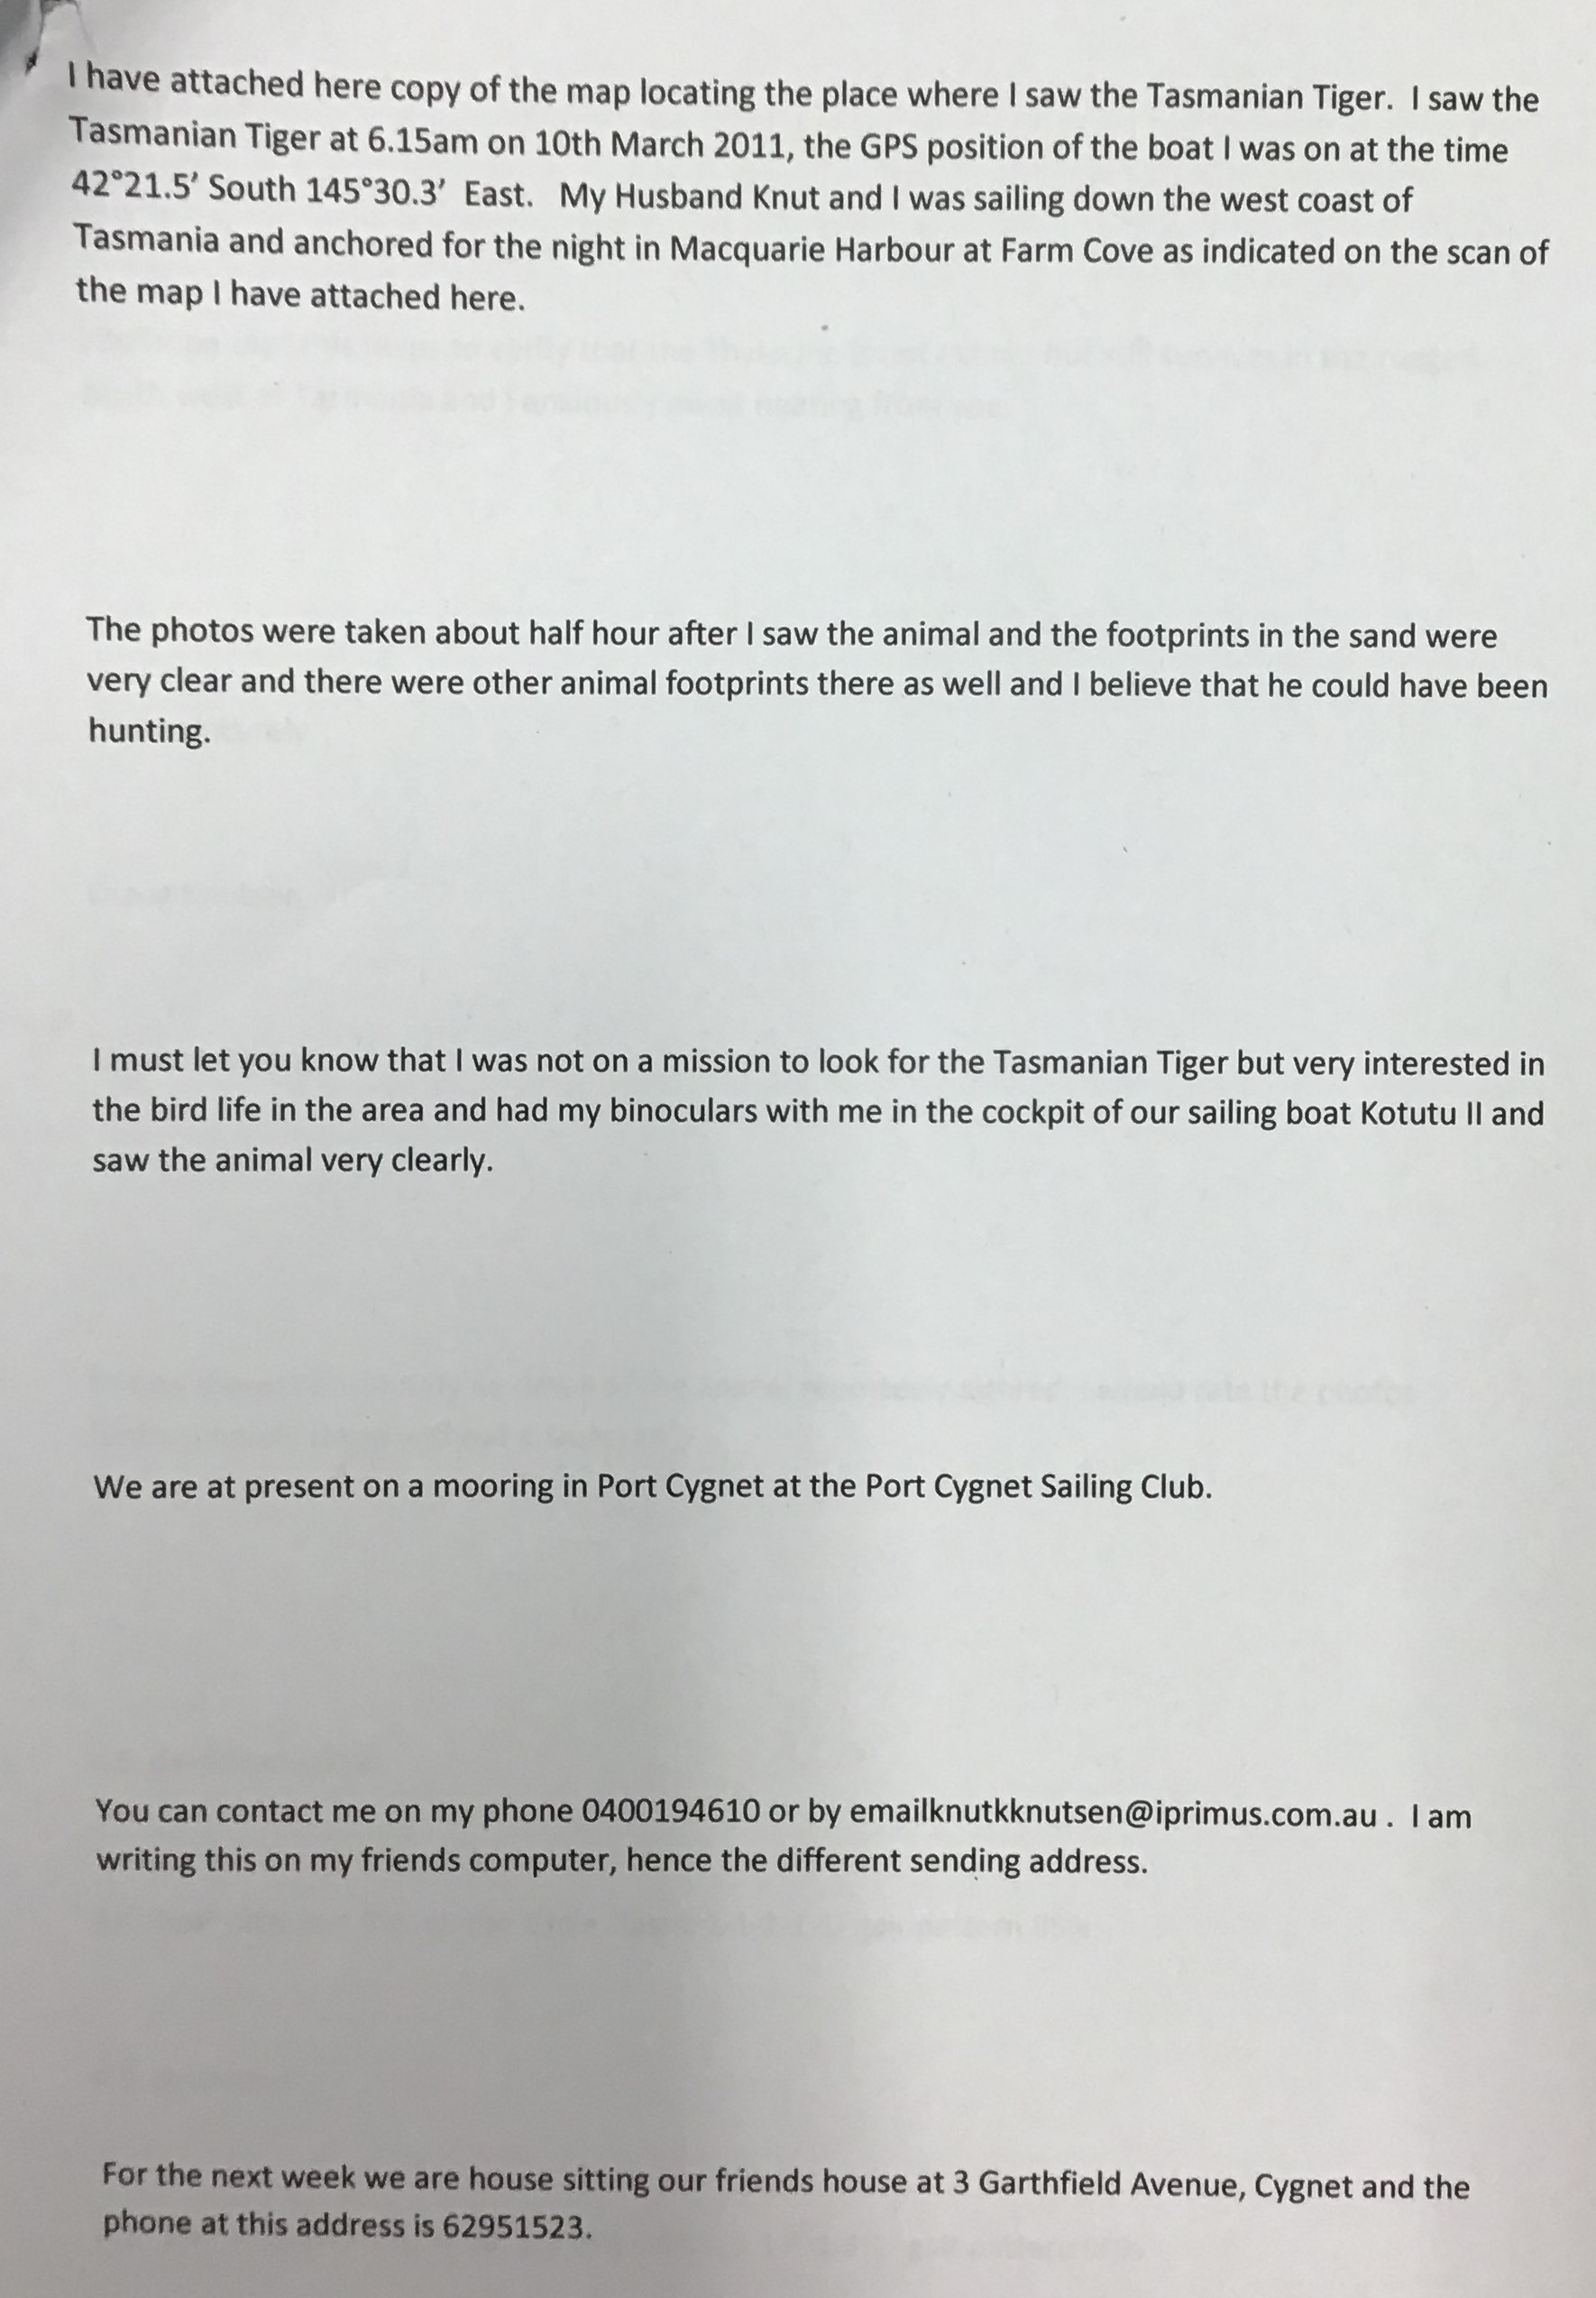 I have attached here copy of the map locating the place where I saw the Tasmanian Tiger.  I saw the
Tasmanian Tiger at 6.15am on 10th March 2011, the GPS position of the boat I was on at the time
42°21.5’ South 145°30.3’  East.   My Husband Knut and I was sailing down the west coast of
Tasmania and anchored for the night in Macquarie Harbour at Farm Cove as indicated on the scan of
the map I have attached here.
The photos were taken about half hour after I saw the animal and the footprints in the sand were
very clear and there were other animal footprints there as well and I believe that he could have been
hunting.
I must let you know that I was not on a mission to look for the Tasmanian Tiger but very interested in
the bird life in the area and had my binoculars with me in the cockpit of our sailing boat Kotutu II and
saw the animal very clearly.
We are at present on a mooring in Port Cygnet at the Port Cygnet Sailing Club.
You can contact me on my phone 0400194610 or by emailknutkknutsen@iprimus.com.au .  I am
writing this on my friends computer, hence the different sending address.
For the next week we are house sitting our friends house at 3 Garthfield Avenue, Cygnet and the
phone at this address is 62951523.